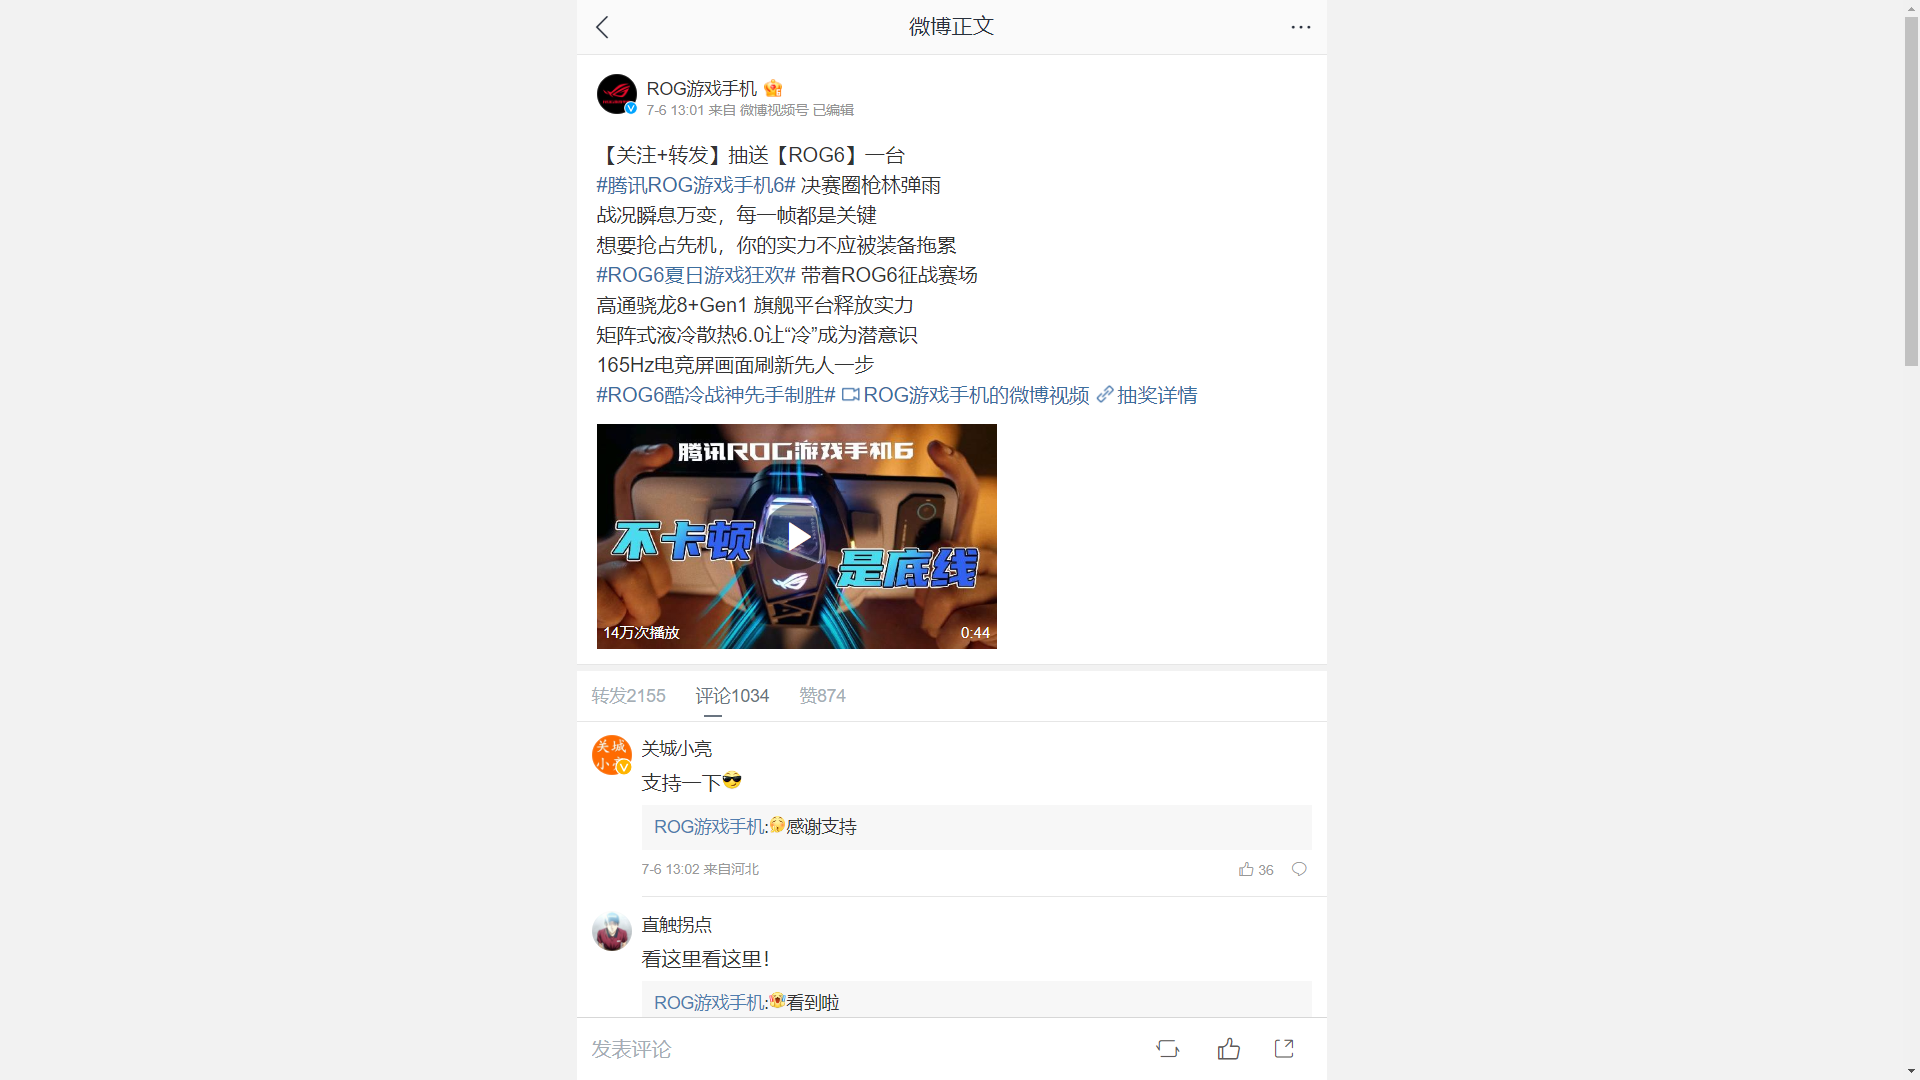 微博正文
ROG游戏手机
7-6 13:01 来自 微博视频号 已编辑
【关注+转发】抽送【ROG6】一台
#腾讯ROG游戏手机6# 决赛圈枪林弹雨
战况瞬息万变，每一帧都是关键
想要抢占先机，你的实力不应被装备拖累
#ROG6夏日游戏狂欢# 带着ROG6征战赛场
高通骁龙8+Gen1 旗舰平台释放实力
矩阵式液冷散热6.0让“冷”成为潜意识
165Hz电竞屏画面刷新先人一步
#ROG6酷冷战神先手制胜# ROG游戏手机的微博视频 抽奖详情
腾讯ROG游戏手机6
不卡顿
是底线
14万次播放 0:44
转发2155 评论1034 赞874
关城
小亮
关城小亮
支持一下😎
ROG游戏手机:感谢支持
7-6 13:02 来自河北 36
直触拐点
看这里看这里！
ROG游戏手机:看到啦
发表评论